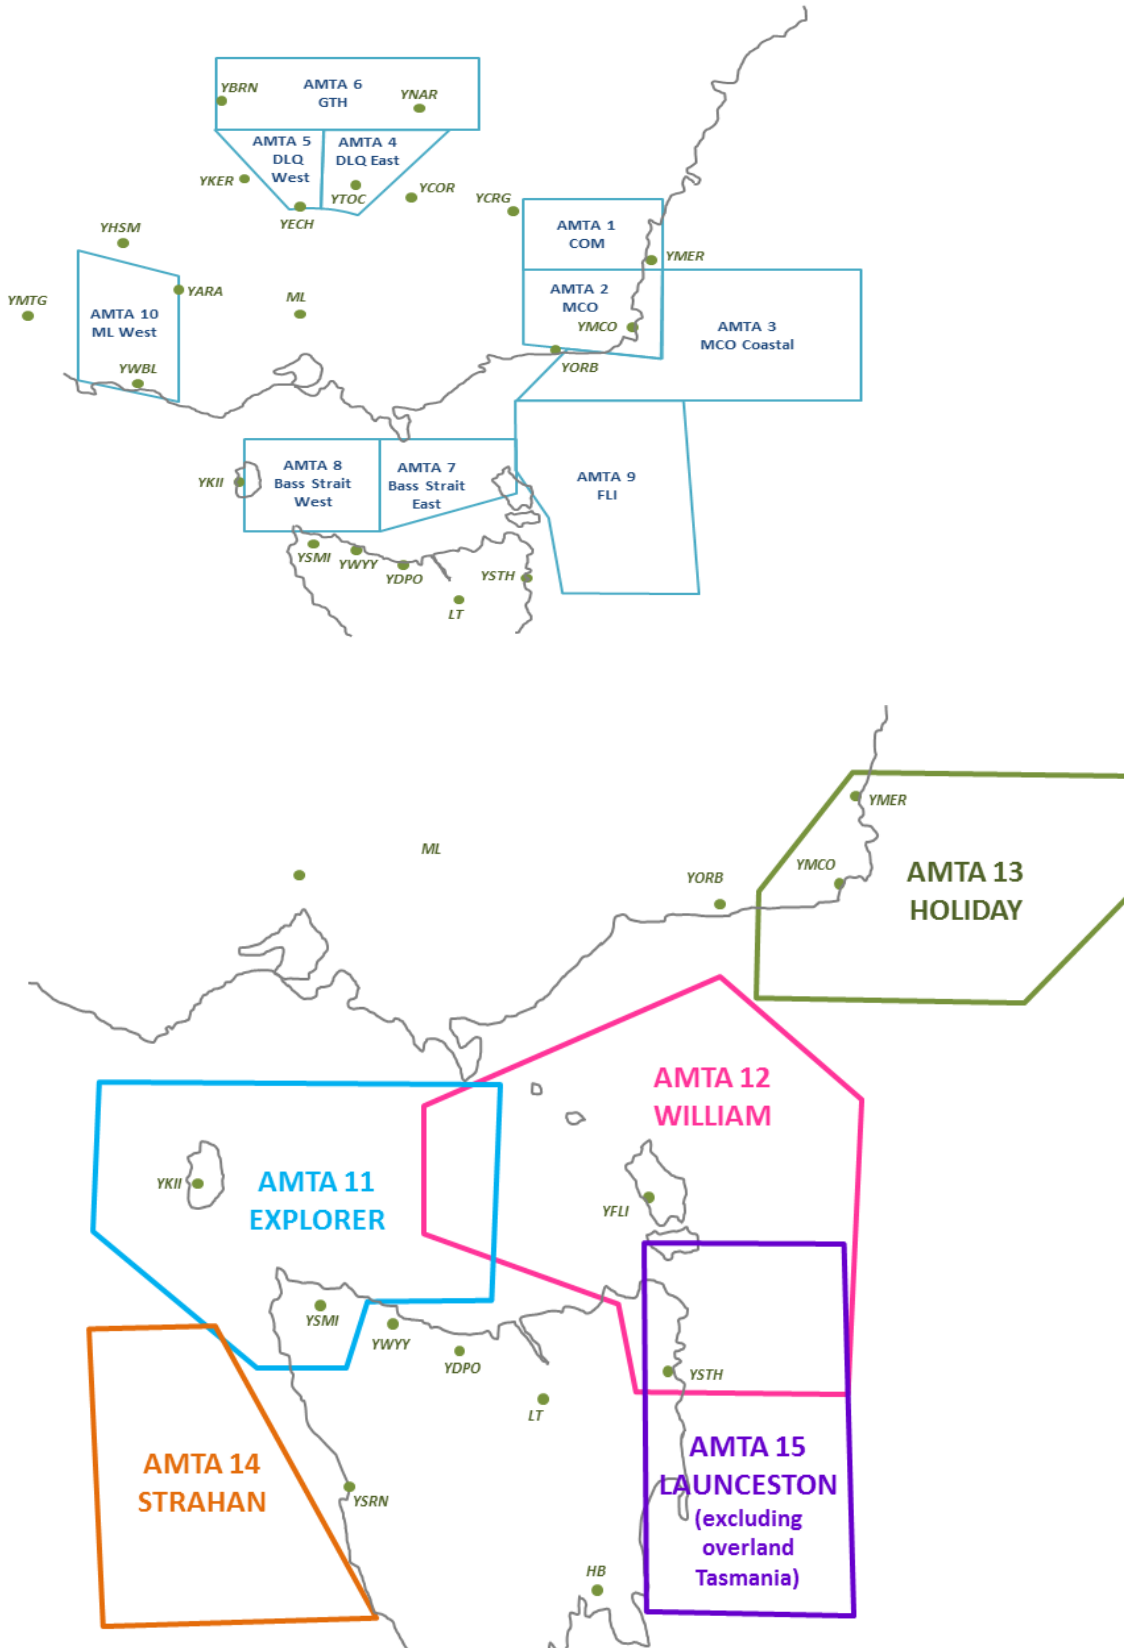 AMTA 6
GTH
YBRN
YNAR
AMTA 5
DLQ
West
AMTA 4
DLQ East
YKER
YTOC
YCOR
YECH
YCRG
AMTA 1
COM
YHSM
YMER
YARA
ML
AMTA 2
MCO
YMTG
AMTA 10
ML West
YMCO
AMTA 3
MCO Coastal
YWBL
YORB
AMTA 8
Bass Strait
West
AMTA 7
Bass Strait
East
AMTA 9
FLI
YKII
YSMI
YWYY
YDPO
YSTH
LT
YMER
ML
YMCO
YORB
AMTA 13
HOLIDAY
AMTA 12
WILLIAM
YKII
AMTA 11
EXPLORER
YFLI
YSMI
YWYY
YDPO
YSTH
LT
AMTA 14
STRAHAN
YSRN
AMTA 15
LAUNCESTON
(excluding
overland
Tasmania)
HB